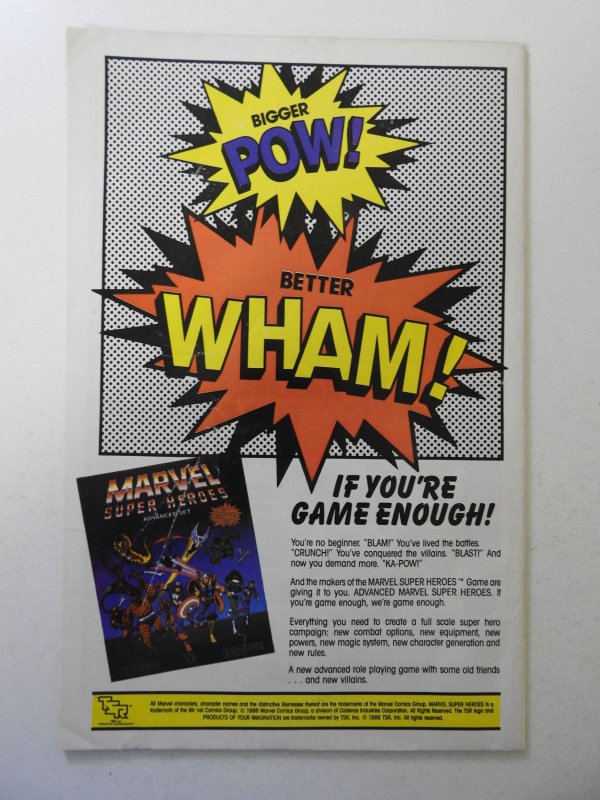 BIGGER
POW!
BETTER
WHAM!
MARVEL
SUPER HEROES
ADVANCED SET
IF YOU'RE
GAME ENOUGH!
You're no beginner. "BLAM!" You've lived the battles.
"CRUNCH!" You've conquered the villains. "BLAST!" And
now you demand more. "KA-POW!"
And the makers of the MARVEL SUPER HEROES™ Game are
giving it to you. ADVANCED MARVEL SUPER HEROES. If
you're game enough, we're game enough.
Everything you need to create a full scale super hero
campaign: new combat options, new equipment, new
powers, new magic system, new character generation and
new rules.
A new advanced role playing game with some old friends
. . . and new villains.
TSR
All Marvel characters, character names and the distinctive likenesses thereof are the trademarks of the Marvel Comics Group. MARVEL SUPER HEROES is a
trademark of the Marvel Comics Group. © 1986 Marvel Comics Group, a division of Cadence Industries Corporation. All Rights Reserved. The TSR logo and
PRODUCTS OF YOUR IMAGINATION are trademarks owned by TSR, Inc. © 1986 TSR, Inc. All rights reserved.